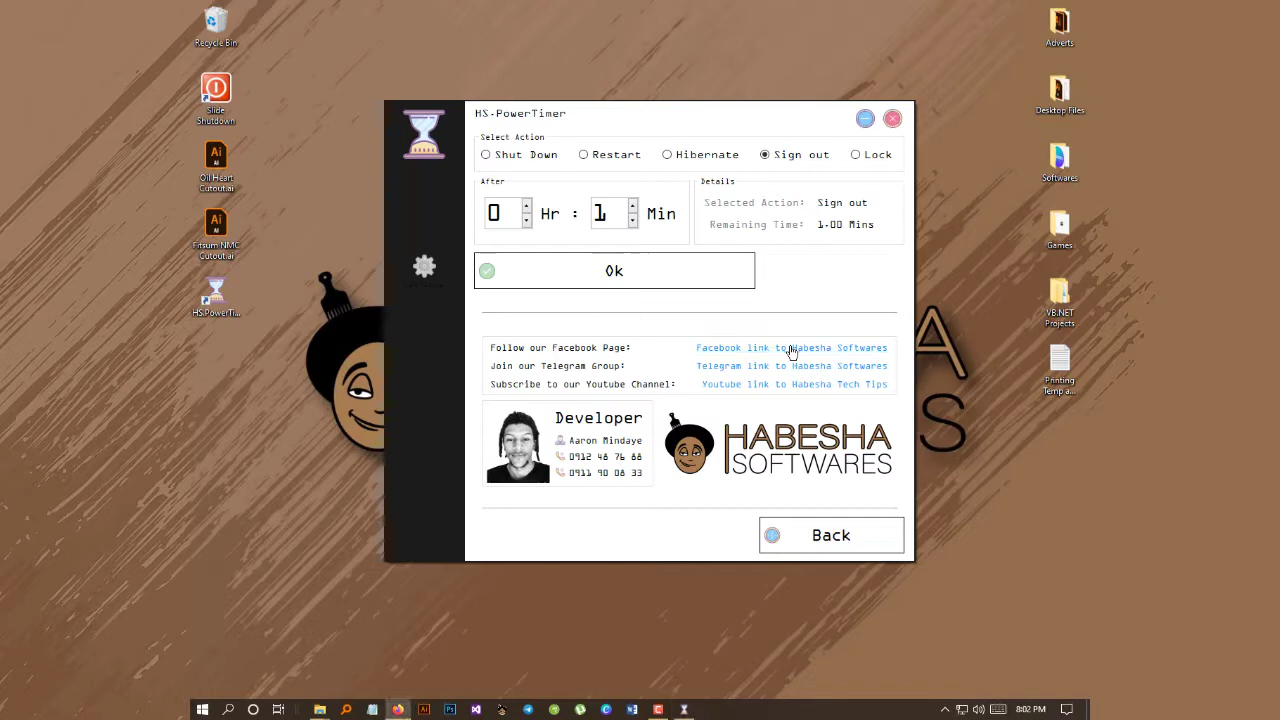 Recycle Bin
Slide
Shutdown
Oil Heart
Cutout.ai
Fitsum NMC
Cutout.ai
HS.PowerTi...
HS.PowerTimer
Select Action
Shut Down
Restart
Hibernate
Sign out
Lock
After
0 Hr : 1 Min
Details
Selected Action: Sign out
Remaining Time: 1.00 Mins
Ok
Follow our Facebook Page: Facebook link to Habesha Softwares
Join our Telegram Group: Telegram link to Habesha Softwares
Subscribe to our Youtube Channel: Youtube link to Habesha Tech Tips
Developer
Aaron Mindaye
0912 48 76 88
0911 90 08 33
HABESHA
SOFTWARES
Back
Adverts
Desktop Files
Softwares
Games
VB.NET
Projects
Printing
Temp a...
A
S
8:02 PM